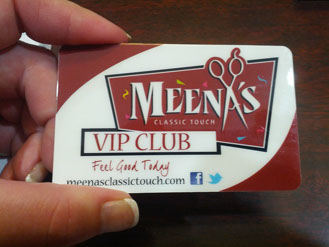 MEENA'S
CLASSIC TOUCH
VIP CLUB
Feel Good Today
meenasclassictouch.com f